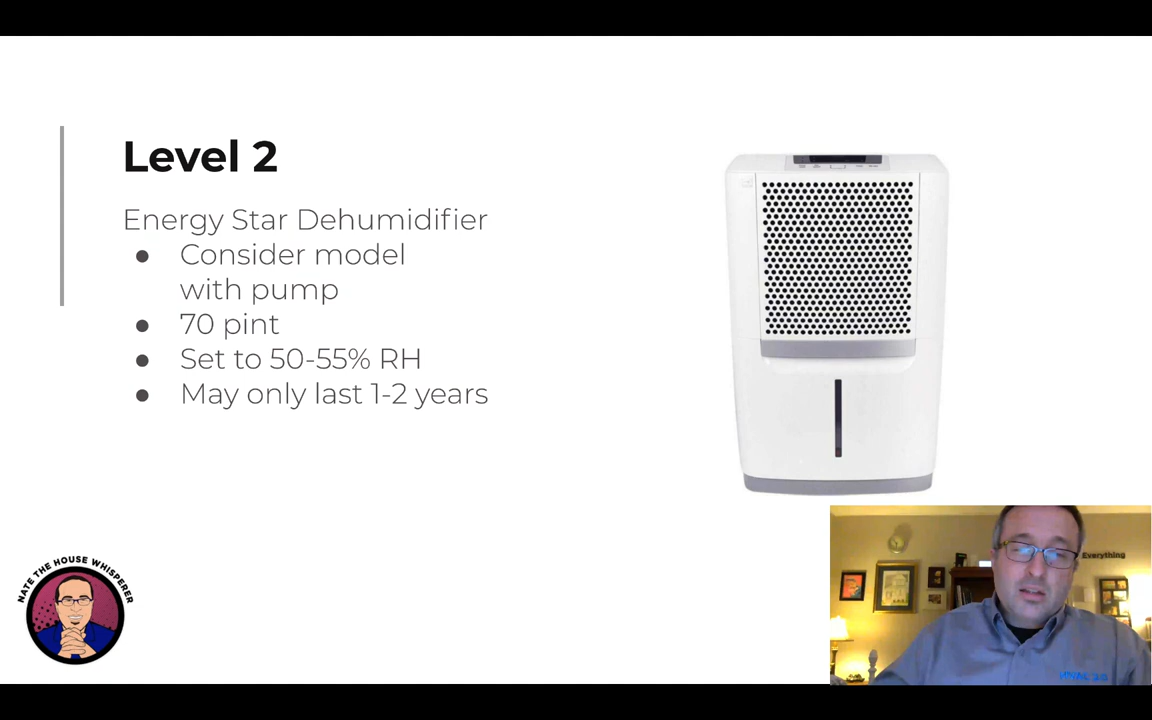 Level 2
Energy Star Dehumidifier
● Consider model
with pump
● 70 pint
● Set to 50-55% RH
● May only last 1-2 years
NATE THE HOUSE WHISPERER
Everything